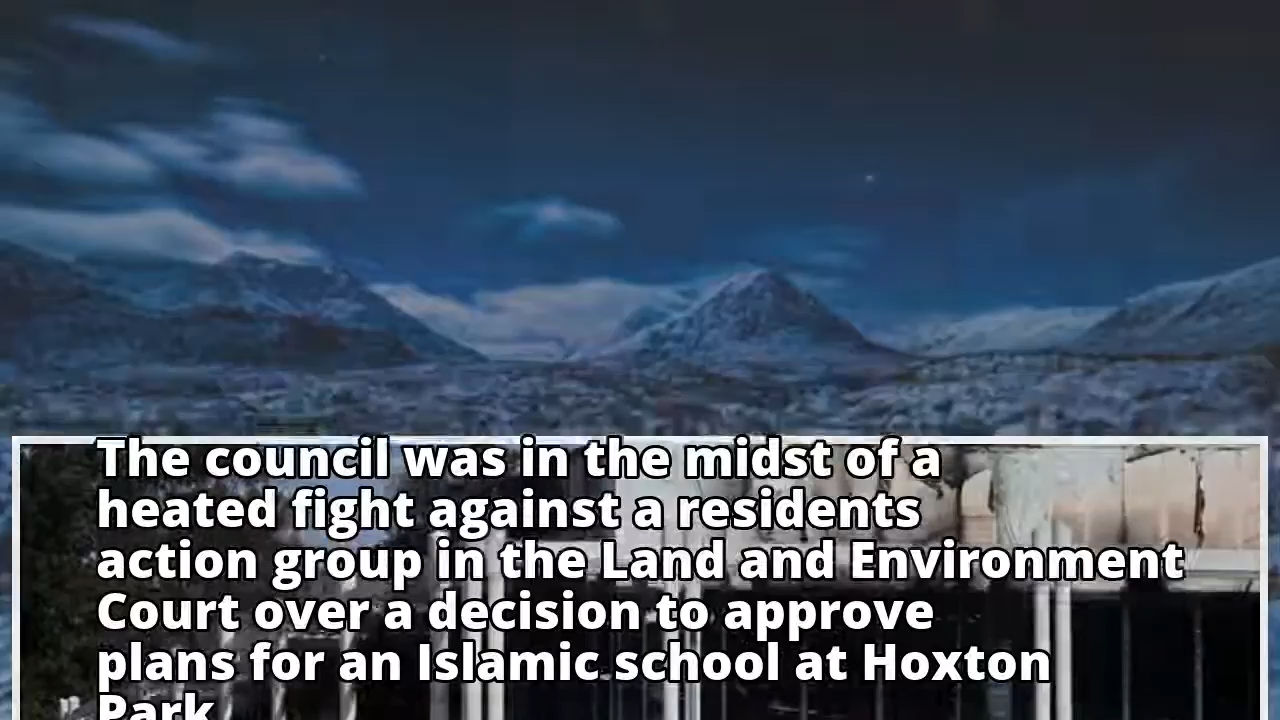 The council was in the midst of a
heated fight against a residents
action group in the Land and Environment
Court over a decision to approve
plans for an Islamic school at Hoxton
Park